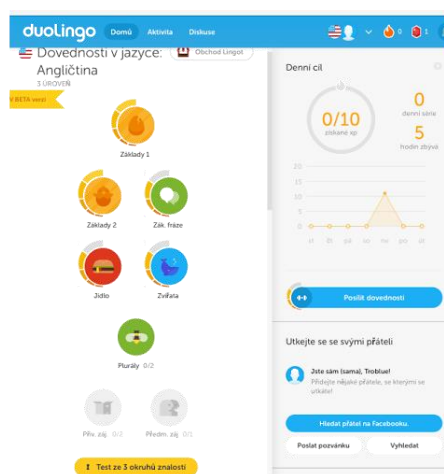 duolingo Domů Aktivita Diskuse 0 1
Dovednosti v jazyce:
Angličtina
Obchod Lingot
3 ÚROVEŇ
BETA verzi
Základy 1
Základy 2 Zák. fráze
Jídlo Zvířata
Plurály 0/2
Přiv. záj. 0/3 Předm. záj. 0/1
Test ze 3 okruhů znalostí
Denní cíl
0/10
získané xp
0
denní série
5
hodin zbývá
20
15
10
5
0
st čt pá so ne po út
Posílit dovednosti
Utkejte se se svými přáteli
Jste sám (sama), Troblue!
Přidejte nějaké přátele, se kterými se
utkáte!
Hledat přátel na Facebooku.
Poslat pozvánku Vyhledat